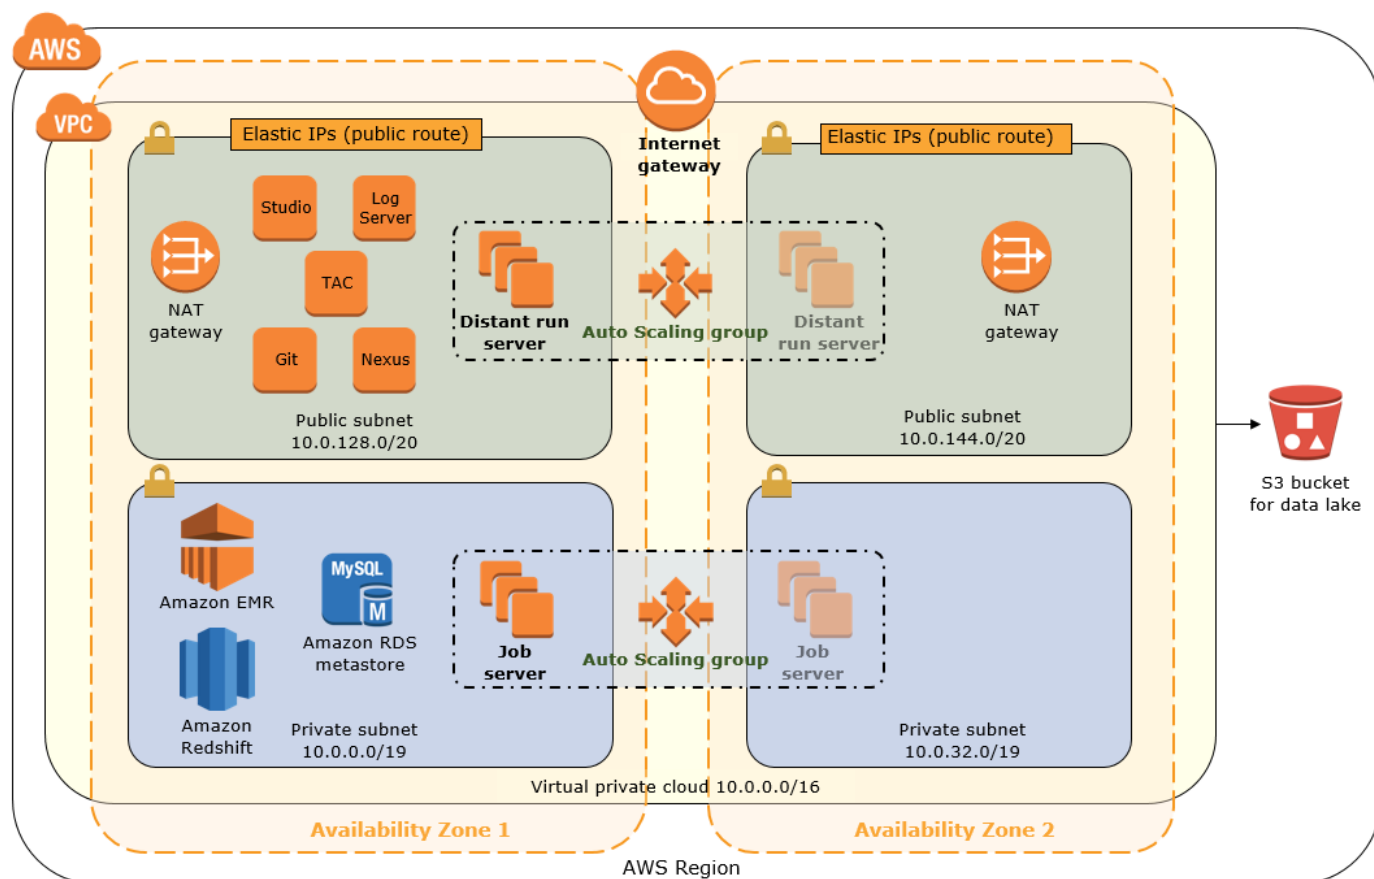 AWS
VPC
Elastic IPs (public route)
Internet
gateway
Elastic IPs (public route)
Studio
Log
Server
TAC
NAT
gateway
Git
Nexus
Distant run
server
Auto Scaling group
Distant
run server
NAT
gateway
Public subnet
10.0.128.0/20
Public subnet
10.0.144.0/20
S3 bucket
for data lake
Amazon EMR
MySQL
M
Amazon RDS
metastore
Job
server
Auto Scaling group
Job
server
Amazon
Redshift
Private subnet
10.0.0.0/19
Private subnet
10.0.32.0/19
Virtual private cloud 10.0.0.0/16
Availability Zone 1
Availability Zone 2
AWS Region